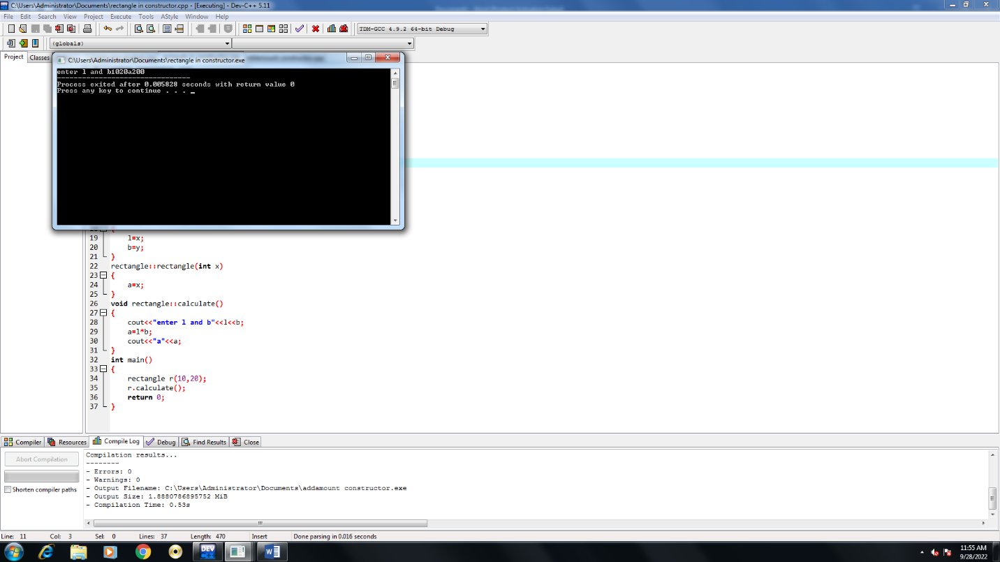 C:\Users\Administrator\Documents\rectangle in constructor.cpp - [Executing] - Dev-C++ 5.11
File Edit Search View Project Execute Tools AStyle Window Help
TDM-GCC 4.9.2 64-bit Debug
(globals)
Project Classes
C:\Users\Administrator\Documents\rectangle in constructor.exe
enter l and b1020a200
--------------------------------
Process exited after 0.005828 seconds with return value 0
Press any key to continue . . . _
19 l=x;
20 b=y;
21 }
22 rectangle::rectangle(int x)
23 {
24 a=x;
25 }
26 void rectangle::calculate()
27 {
28 cout<<"enter l and b"<<l<<b;
29 a=l*b;
30 cout<<"a"<<a;
31 }
32 int main()
33 {
34 rectangle r(10,20);
35 r.calculate();
36 return 0;
37 }
Compiler Resources Compile Log Debug Find Results Close
Abort Compilation
Shorten compiler paths
Compilation results...
--------
- Errors: 0
- Warnings: 0
- Output Filename: C:\Users\Administrator\Documents\addamount constructor.exe
- Output Size: 1.8880786895752 MiB
- Compilation Time: 0.53s
Line: 11 Col: 3 Sel: 0 Lines: 37 Length: 470 Insert Done parsing in 0.016 seconds
DEV C++
W
11:55 AM
9/28/2022